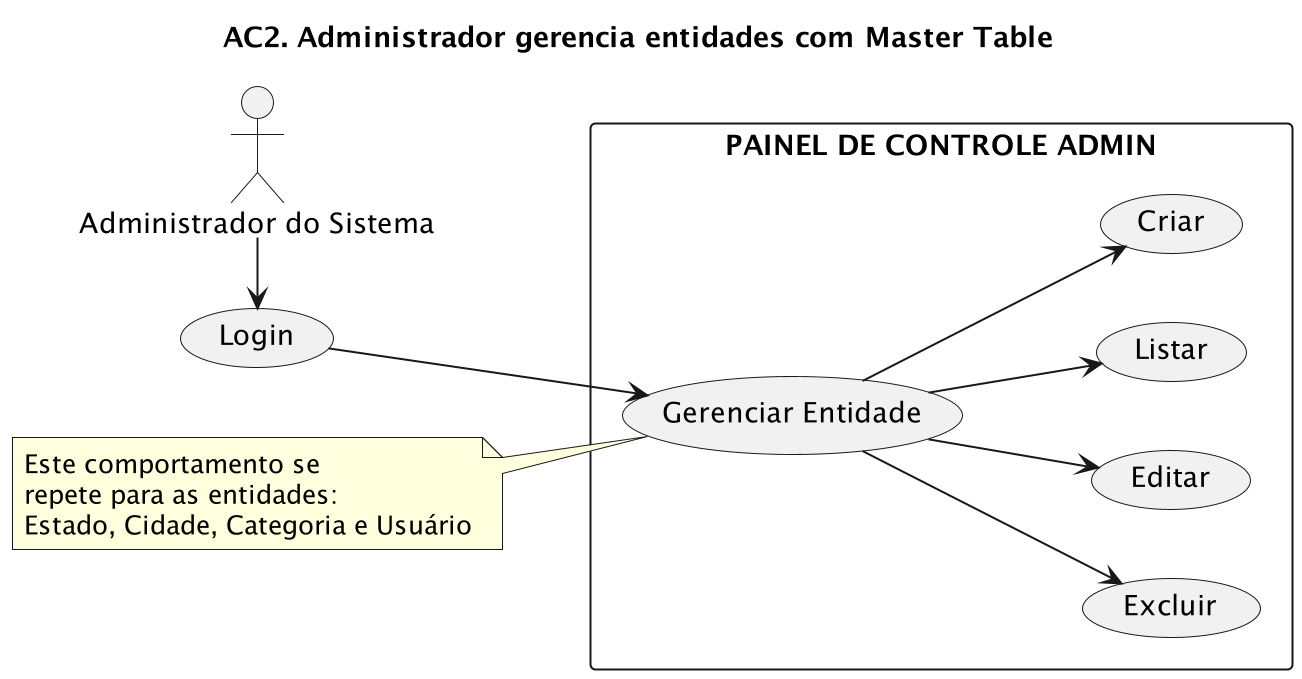 AC2. Administrador gerencia entidades com Master Table
Administrador do Sistema
Login
PAINEL DE CONTROLE ADMIN
Criar
Listar
Gerenciar Entidade
Editar
Excluir
Este comportamento se
repete para as entidades:
Estado, Cidade, Categoria e Usuário